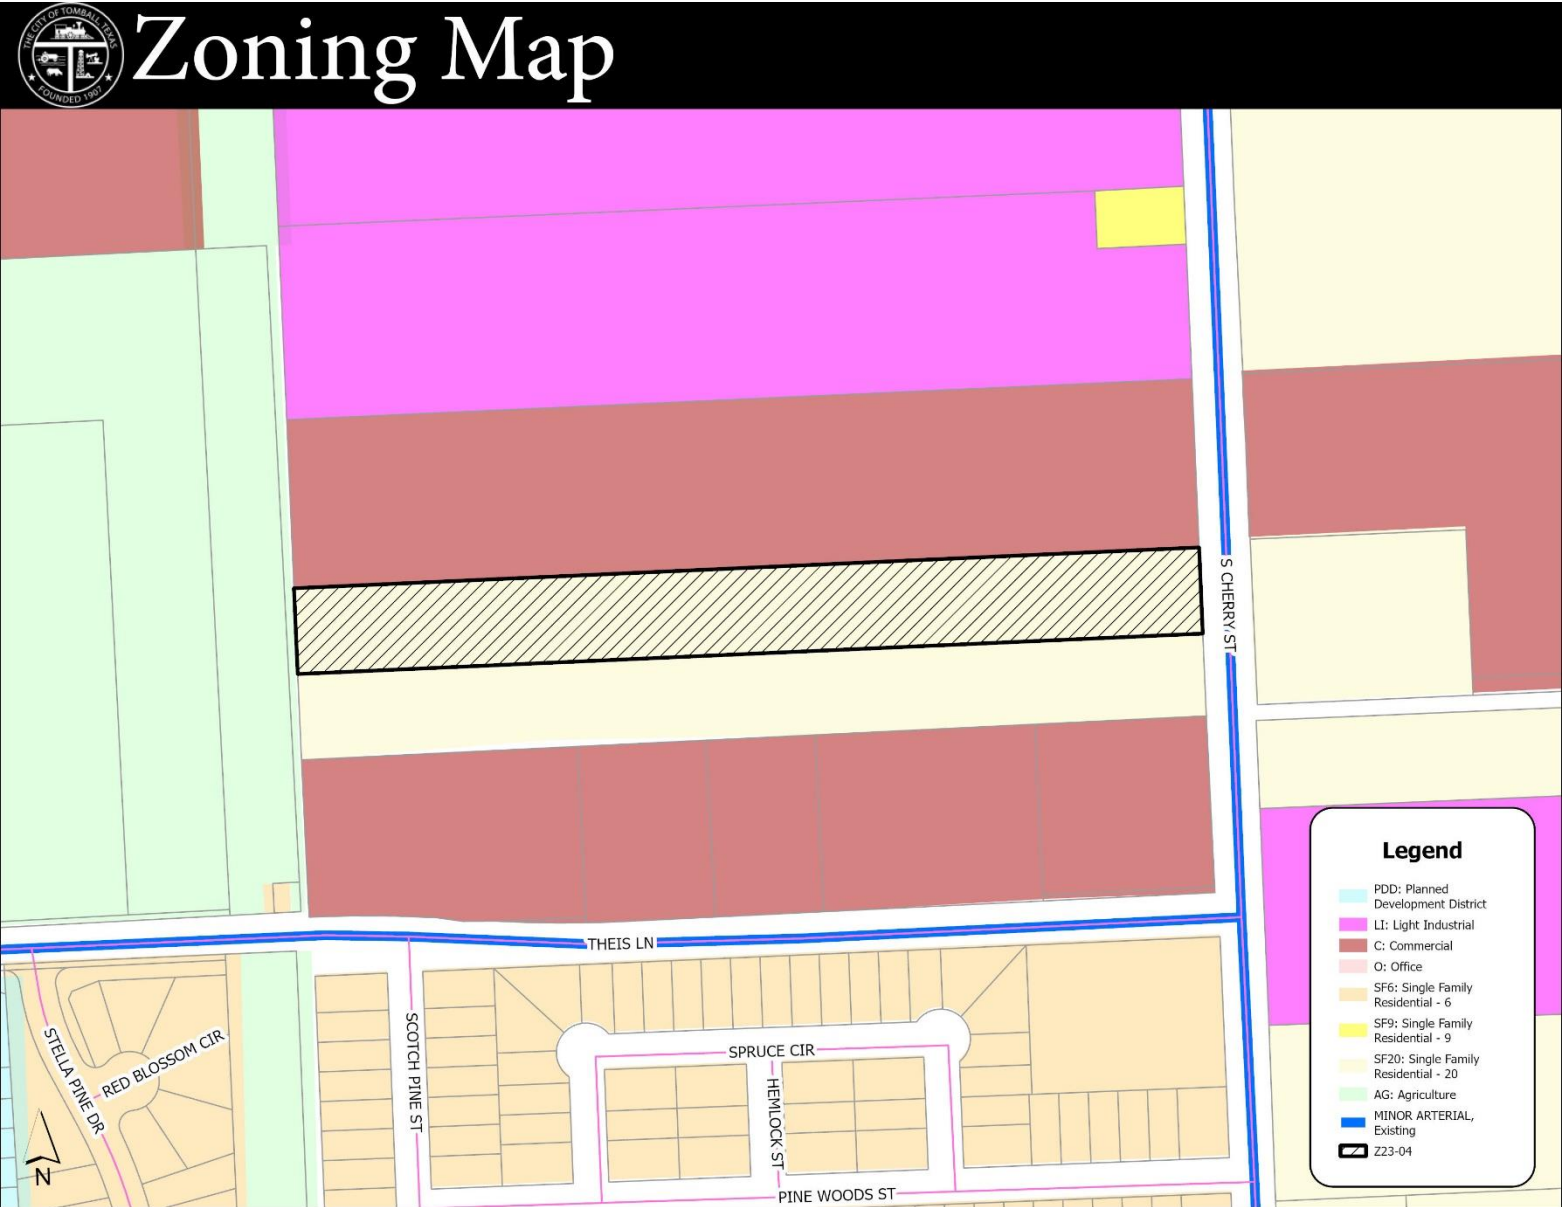 THE CITY OF TOMBALL, TEXAS
FOUNDED 1907
Zoning Map
S CHERRY ST
THEIS LN
STELLA PINE DR
RED BLOSSOM CIR
SCOTCH PINE ST
SPRUCE CIR
HEMLOCK ST
PINE WOODS ST
N
Legend
PDD: Planned
Development District
LI: Light Industrial
C: Commercial
O: Office
SF6: Single Family
Residential - 6
SF9: Single Family
Residential - 9
SF20: Single Family
Residential - 20
AG: Agriculture
MINOR ARTERIAL,
Existing
Z23-04